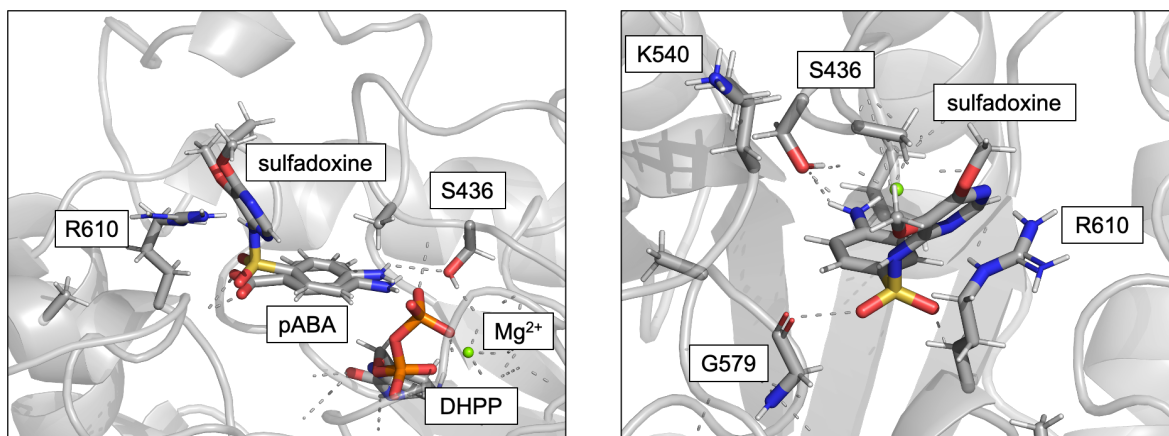 sulfadoxine
S436
R610
pABA
Mg2+
DHPP
K540
S436
sulfadoxine
R610
G579